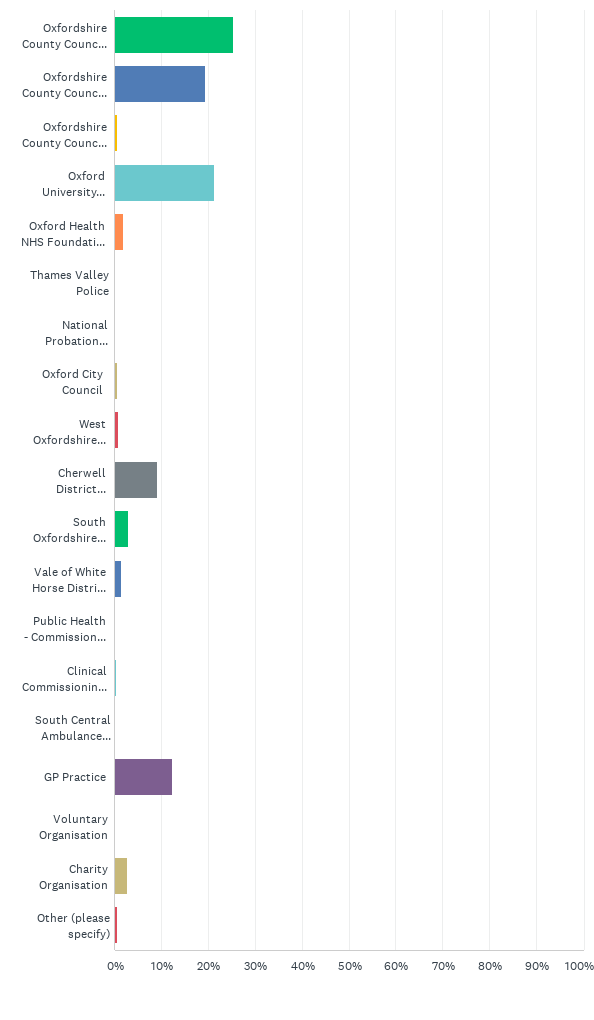 Oxfordshire
County Counc...
Oxfordshire
County Counc...
Oxfordshire
County Counc...
Oxford
University...
Oxford Health
NHS Foundati...
Thames Valley
Police
National
Probation...
Oxford City
Council
West
Oxfordshire...
Cherwell
District...
South
Oxfordshire...
Vale of White
Horse Distri...
Public Health
- Commission...
Clinical
Commissionin...
South Central
Ambulance...
GP Practice
Voluntary
Organisation
Charity
Organisation
Other (please
specify)
0% 10% 20% 30% 40% 50% 60% 70% 80% 90% 100%